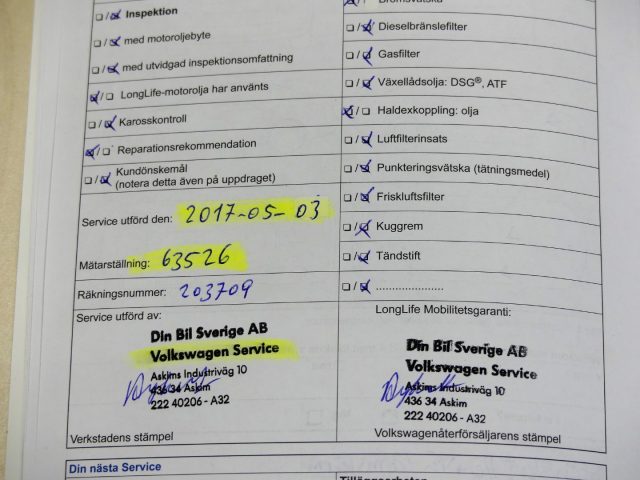 Inspektion
med motoroljebyte
med utvidgad inspektionsomfattning
LongLife-motorolja har använts
Karosskontroll
Reparationsrekommendation
Kundönskemål
(notera detta även på uppdraget)
Service utförd den: 2017-05-03
Mätarställning: 63526
Räkningsnummer: 203709
Service utförd av:
Din Bil Sverige AB
Volkswagen Service
Askims Industriväg 10
436 34 Askim
222 40206 - A32
Verkstadens stämpel
Bromsvätska
Dieselbränslefilter
Gasfilter
Växellådsolja: DSG®, ATF
Haldexkoppling: olja
Luftfilterinsats
Punkteringsvätska (tätningsmedel)
Friskluftsfilter
Kuggrem
Tändstift
.....................
LongLife Mobilitetsgaranti:
Din Bil Sverige AB
Volkswagen Service
Askims Industriväg 10
436 34 Askim
222 40206 - A32
Volkswagenåterförsäljarens stämpel
Din nästa Service